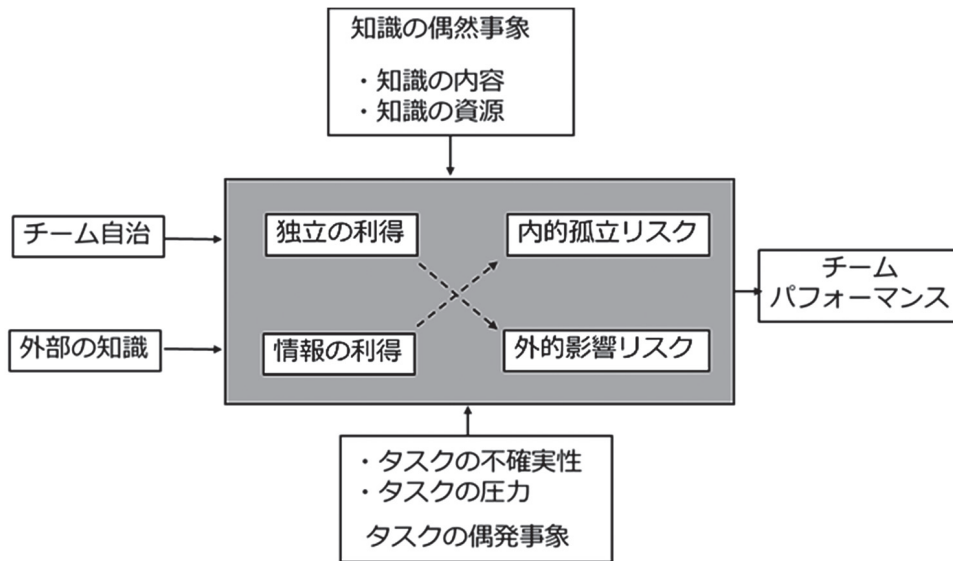 知識の偶然事象
・知識の内容
・知識の資源
チーム自治
独立の利得
内的孤立リスク
チーム
パフォーマンス
外部の知識
情報の利得
外的影響リスク
・タスクの不確実性
・タスクの圧力
タスクの偶発事象